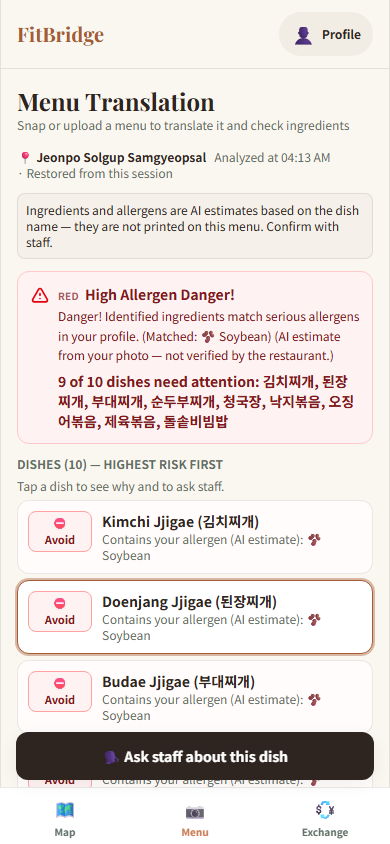 FitBridge
Profile
Menu Translation
Snap or upload a menu to translate it and check ingredients
Jeonpo Solgup Samgyeopsal Analyzed at 04:13 AM
· Restored from this session
Ingredients and allergens are AI estimates based on the dish
name — they are not printed on this menu. Confirm with
staff.
RED High Allergen Danger!
Danger! Identified ingredients match serious allergens
in your profile. (Matched: Soybean) (AI estimate
from your photo — not verified by the restaurant.)
9 of 10 dishes need attention: 김치찌개, 된장
찌개, 부대찌개, 순두부찌개, 청국장, 낙지볶음, 오징
어볶음, 제육볶음, 돌솥비빔밥
DISHES (10) — HIGHEST RISK FIRST
Tap a dish to see why and to ask staff.
Avoid
Kimchi Jjigae (김치찌개)
Contains your allergen (AI estimate):
Soybean
Avoid
Doenjang Jjigae (된장찌개)
Contains your allergen (AI estimate):
Soybean
Avoid
Budae Jjigae (부대찌개)
Contains your allergen (AI estimate):
Soybean
Ask staff about this dish
Map
Menu
Exchange